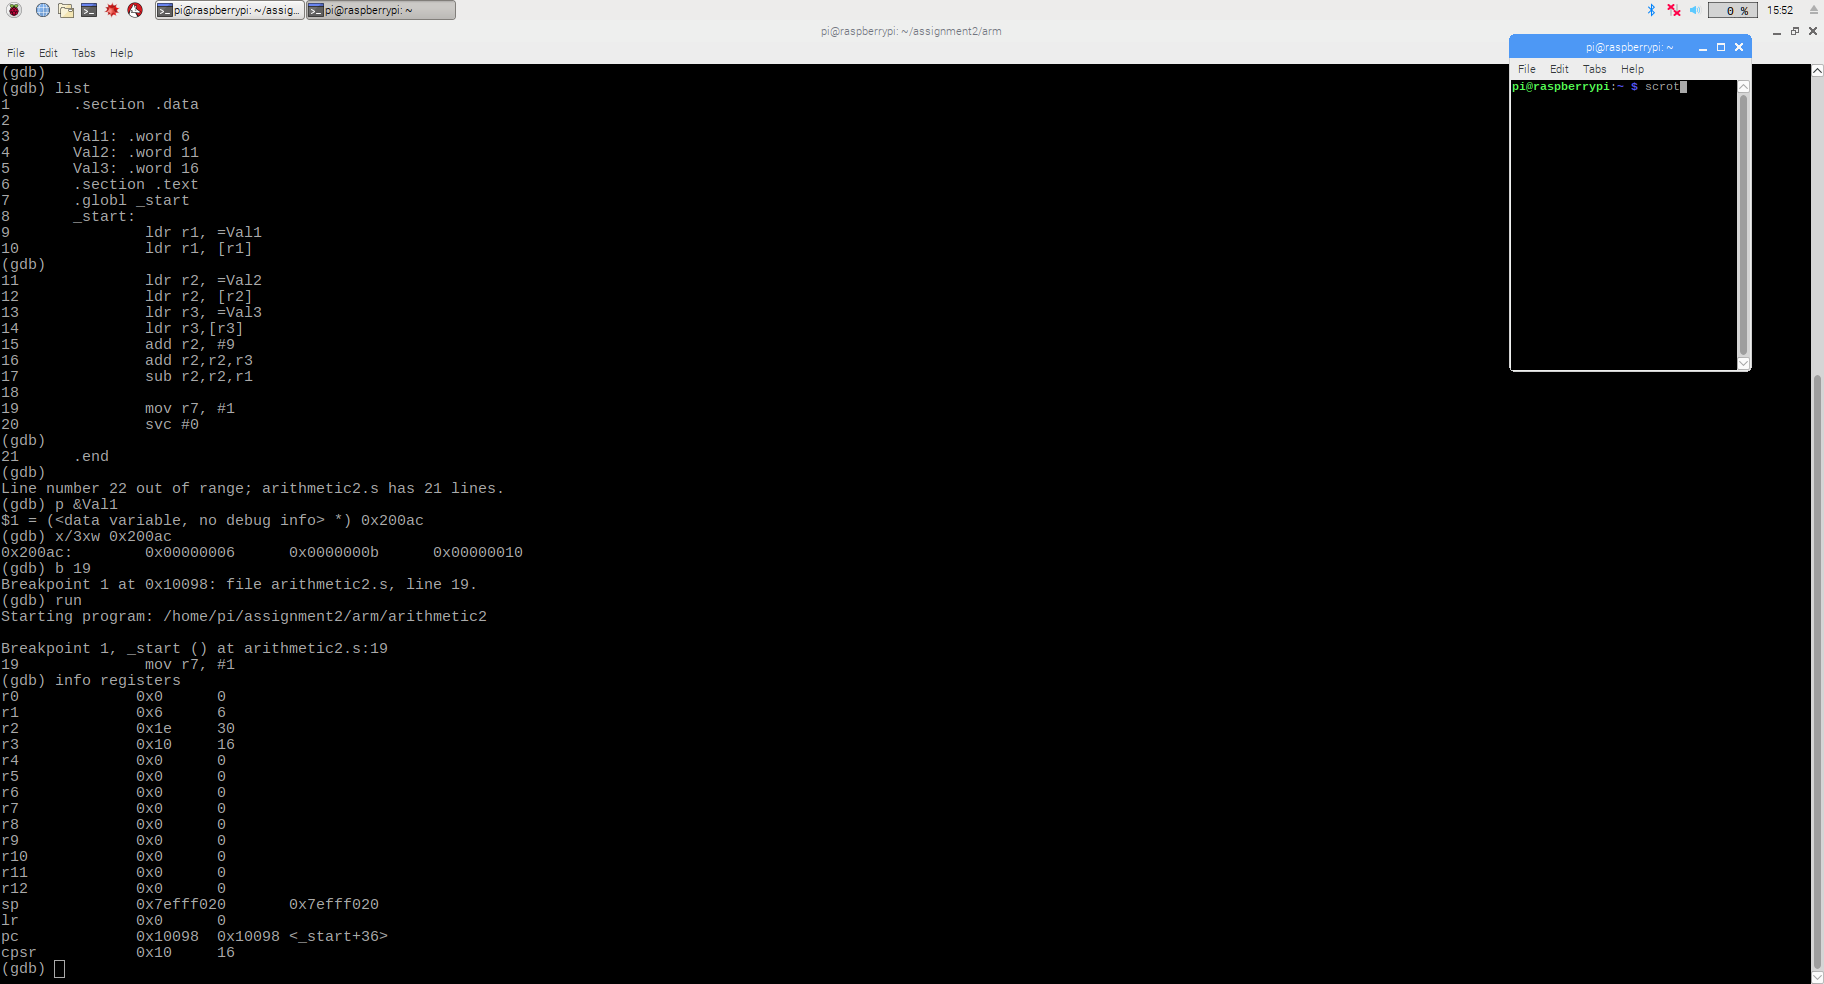 pi@raspberrypi: ~/assig... pi@raspberrypi: ~ 0 % 15:52
pi@raspberrypi: ~/assignment2/arm
File Edit Tabs Help
(gdb)
(gdb) list
1 .section .data
2
3 Val1: .word 6
4 Val2: .word 11
5 Val3: .word 16
6 .section .text
7 .globl _start
8 _start:
9 ldr r1, =Val1
10 ldr r1, [r1]
(gdb)
11 ldr r2, =Val2
12 ldr r2, [r2]
13 ldr r3, =Val3
14 ldr r3,[r3]
15 add r2, #9
16 add r2,r2,r3
17 sub r2,r2,r1
18
19 mov r7, #1
20 svc #0
(gdb)
21 .end
(gdb)
Line number 22 out of range; arithmetic2.s has 21 lines.
(gdb) p &Val1
$1 = (<data variable, no debug info> *) 0x200ac
(gdb) x/3xw 0x200ac
0x200ac: 0x00000006 0x0000000b 0x00000010
(gdb) b 19
Breakpoint 1 at 0x10098: file arithmetic2.s, line 19.
(gdb) run
Starting program: /home/pi/assignment2/arm/arithmetic2
Breakpoint 1, _start () at arithmetic2.s:19
19 mov r7, #1
(gdb) info registers
r0 0x0 0
r1 0x6 6
r2 0x1e 30
r3 0x10 16
r4 0x0 0
r5 0x0 0
r6 0x0 0
r7 0x0 0
r8 0x0 0
r9 0x0 0
r10 0x0 0
r11 0x0 0
r12 0x0 0
sp 0x7efff020 0x7efff020
lr 0x0 0
pc 0x10098 0x10098 <_start+36>
cpsr 0x10 16
(gdb)
pi@raspberrypi: ~
File Edit Tabs Help
pi@raspberrypi:~ $ scrot